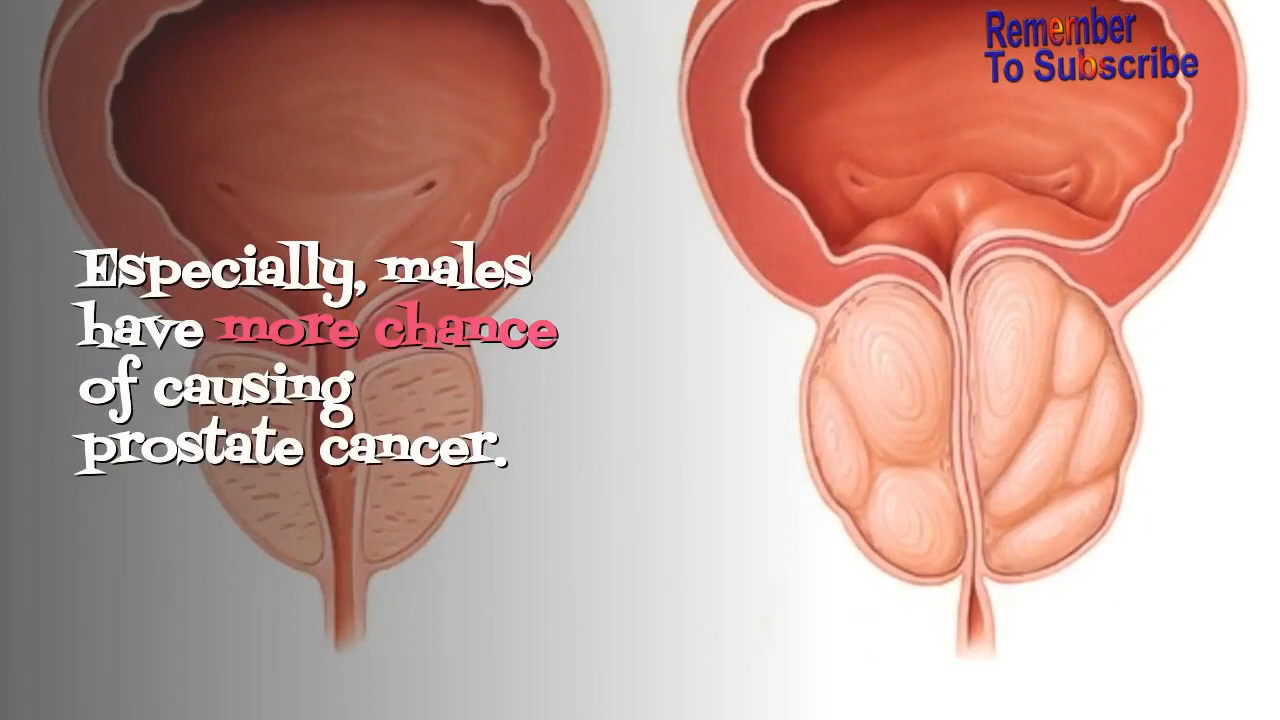 Remember
To Subscribe
Especially, males
have more chance
of causing
prostate cancer.